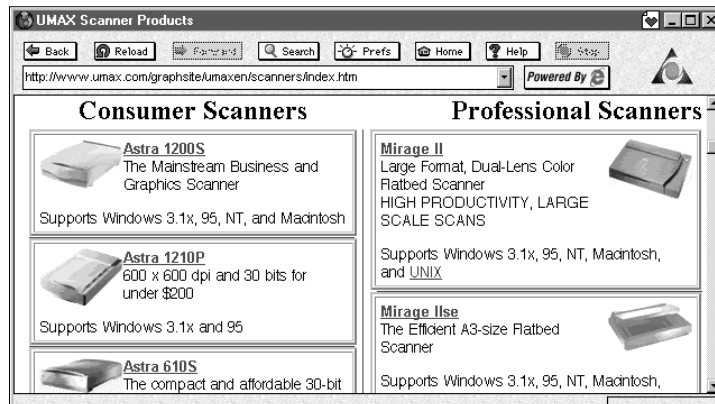 UMAX Scanner Products
Back Reload Forward Search Prefs Home Help Stop
http://www.umax.com/graphsite/umaxen/scanners/index.htm
Powered By
Consumer Scanners
Astra 1200S
The Mainstream Business and
Graphics Scanner
Supports Windows 3.1x, 95, NT, and Macintosh
Astra 1210P
600 x 600 dpi and 30 bits for
under $200
Supports Windows 3.1x and 95
Astra 610S
The compact and affordable 30-bit
Professional Scanners
Mirage II
Large Format, Dual-Lens Color
Flatbed Scanner
HIGH PRODUCTIVITY, LARGE
SCALE SCANS
Supports Windows 3.1x, 95, NT, Macintosh,
and UNIX
Mirage IIse
The Efficient A3-size Flatbed
Scanner
Supports Windows 3.1x, 95, NT, Macintosh,